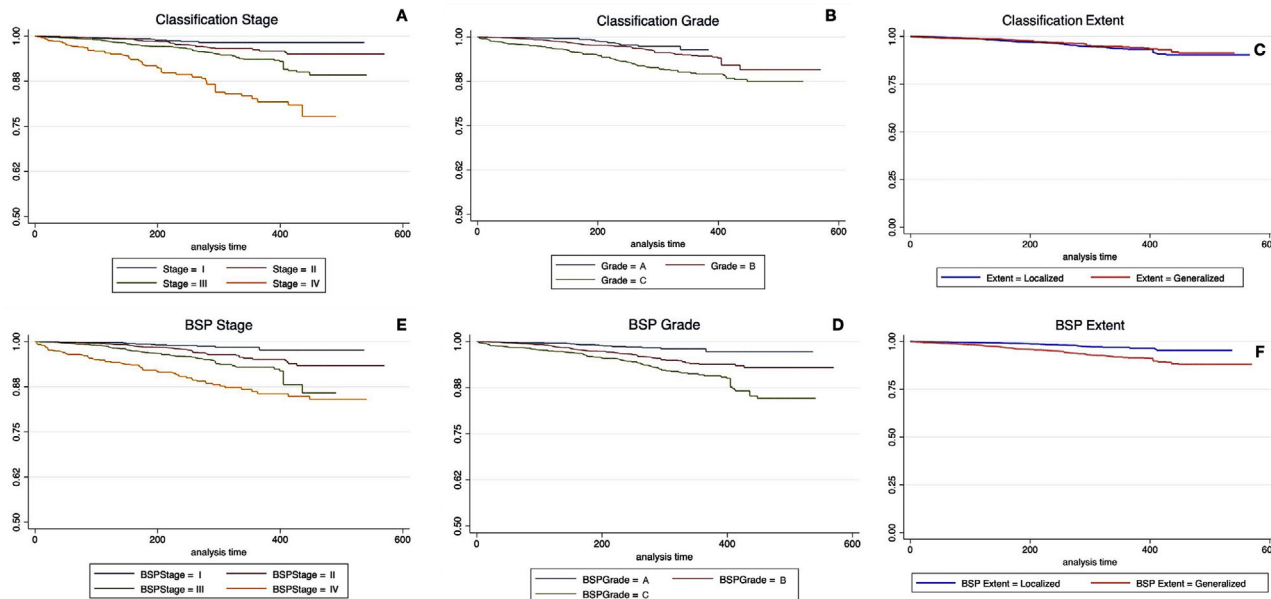 Classification Stage
A
1.00
0.88
0.75
0.62
0.50
0 200 400 600
analysis time
Stage = I Stage = II
Stage = III Stage = IV
Classification Grade
B
1.00
0.88
0.75
0.62
0.50
0 200 400 600
analysis time
Grade = A Grade = B
Grade = C
Classification Extent
C
1.00
0.75
0.50
0.25
0.00
0 200 400 600
analysis time
Extent = Localized Extent = Generalized
BSP Stage
E
1.00
0.88
0.75
0.62
0.50
0 200 400 600
analysis time
BSPStage = I BSPStage = II
BSPStage = III BSPStage = IV
BSP Grade
D
1.00
0.88
0.75
0.62
0.50
0 200 400 600
analysis time
BSPGrade = A BSPGrade = B
BSPGrade = C
BSP Extent
F
1.00
0.75
0.50
0.25
0.00
0 200 400 600
analysis time
BSP Extent = Localized BSP Extent = Generalized